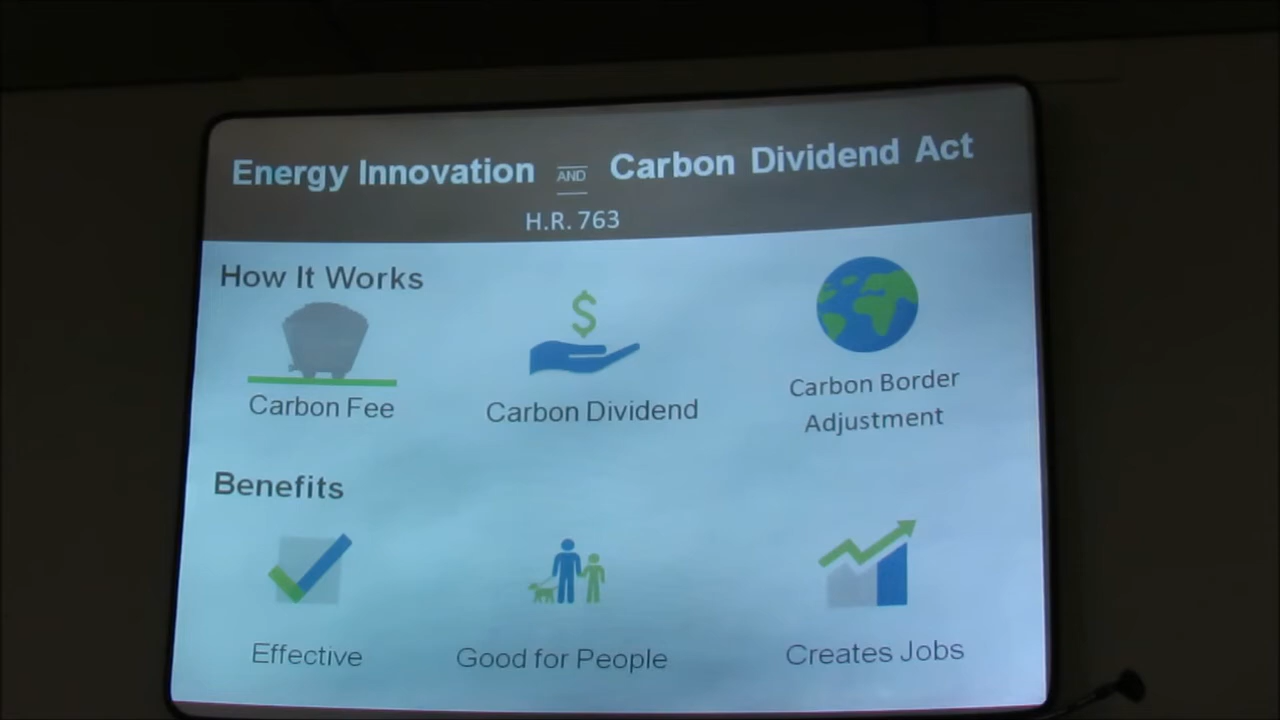 Energy Innovation AND Carbon Dividend Act
H.R. 763
How It Works
$
Carbon Fee
Carbon Dividend
Carbon Border
Adjustment
Benefits
Effective
Good for People
Creates Jobs